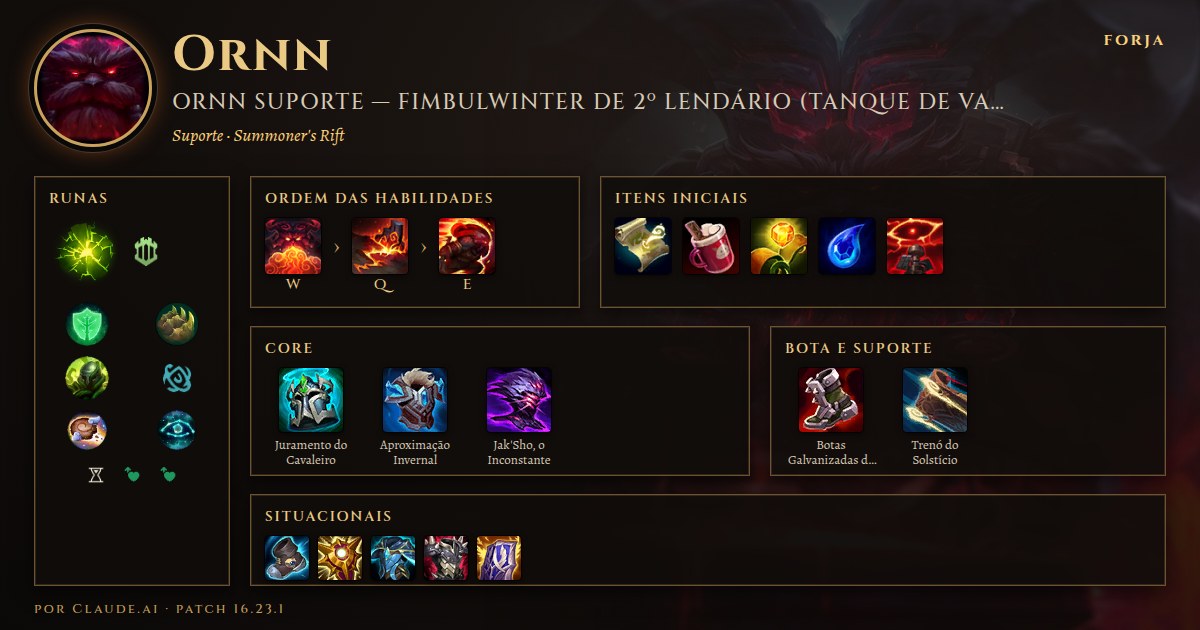 Ornn
FORJA
ORNN SUPORTE — FIMBULWINTER DE 2º LENDÁRIO (TANQUE DE VA...
Suporte · Summoner's Rift
RUNAS
ORDEM DAS HABILIDADES
W › Q › E
ITENS INICIAIS
CORE
Juramento do
Cavaleiro
Aproximação
Invernal
Jak'Sho, o
Inconstante
BOTA E SUPORTE
Botas
Galvanizadas d...
Trenó do
Solstício
SITUACIONAIS
POR CLAUDE.AI · PATCH 16.23.1